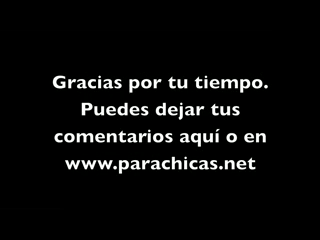 Gracias por tu tiempo.
Puedes dejar tus
comentarios aquí o en
www.parachicas.net